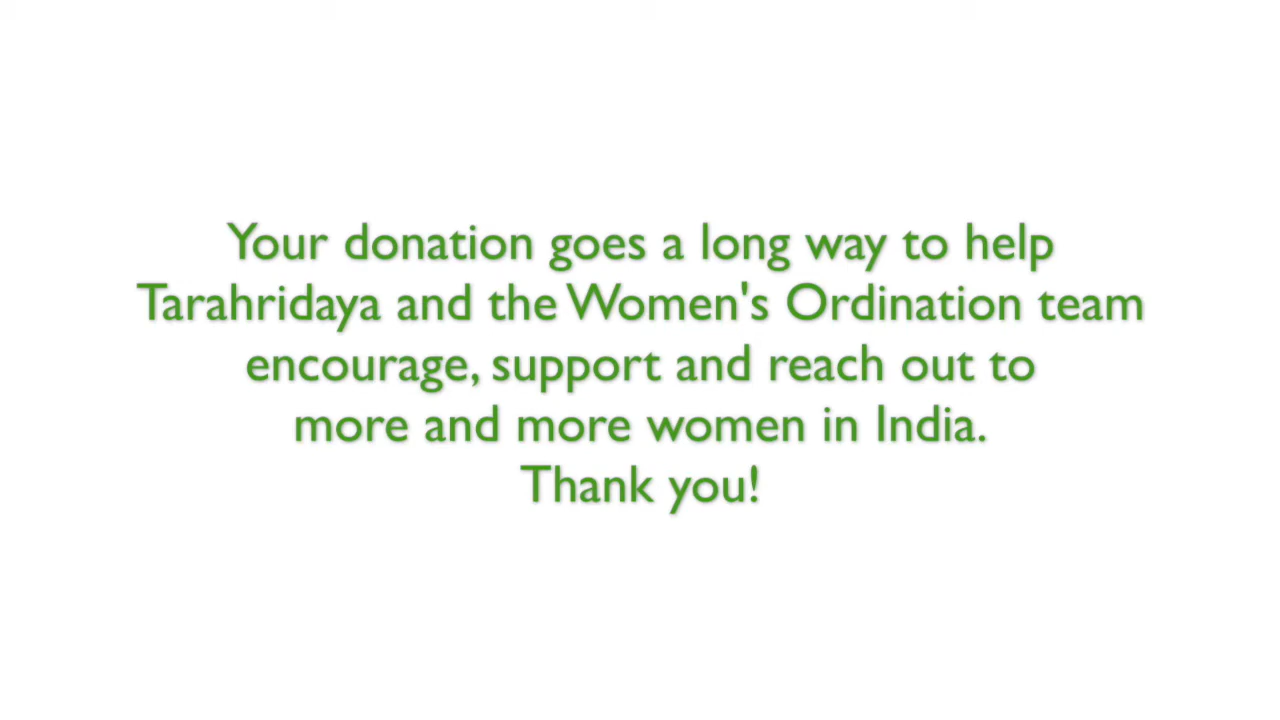 Your donation goes a long way to help
Tarahridaya and the Women's Ordination team
encourage, support and reach out to
more and more women in India.
Thank you!